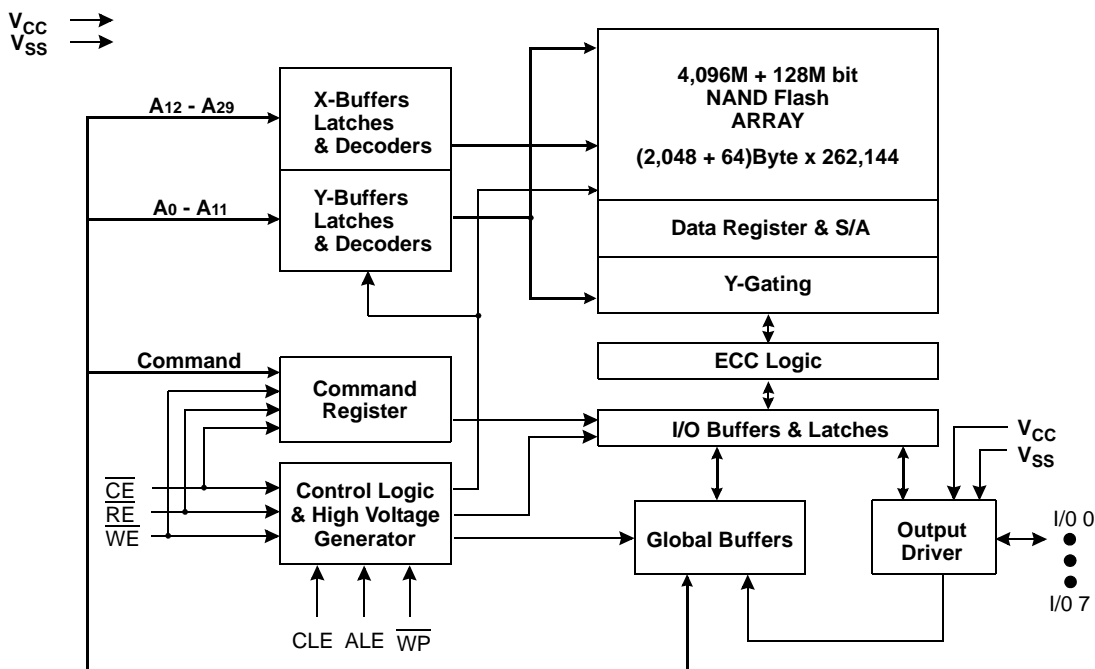 VCC
VSS
A12 - A29
X-Buffers
Latches
& Decoders
4,096M + 128M bit
NAND Flash
ARRAY
(2,048 + 64)Byte x 262,144
A0 - A11
Y-Buffers
Latches
& Decoders
Data Register & S/A
Y-Gating
ECC Logic
Command
Command
Register
I/O Buffers & Latches
VCC
VSS
CE
RE
WE
Control Logic
& High Voltage
Generator
Global Buffers
Output
Driver
I/0 0
I/0 7
CLE ALE WP